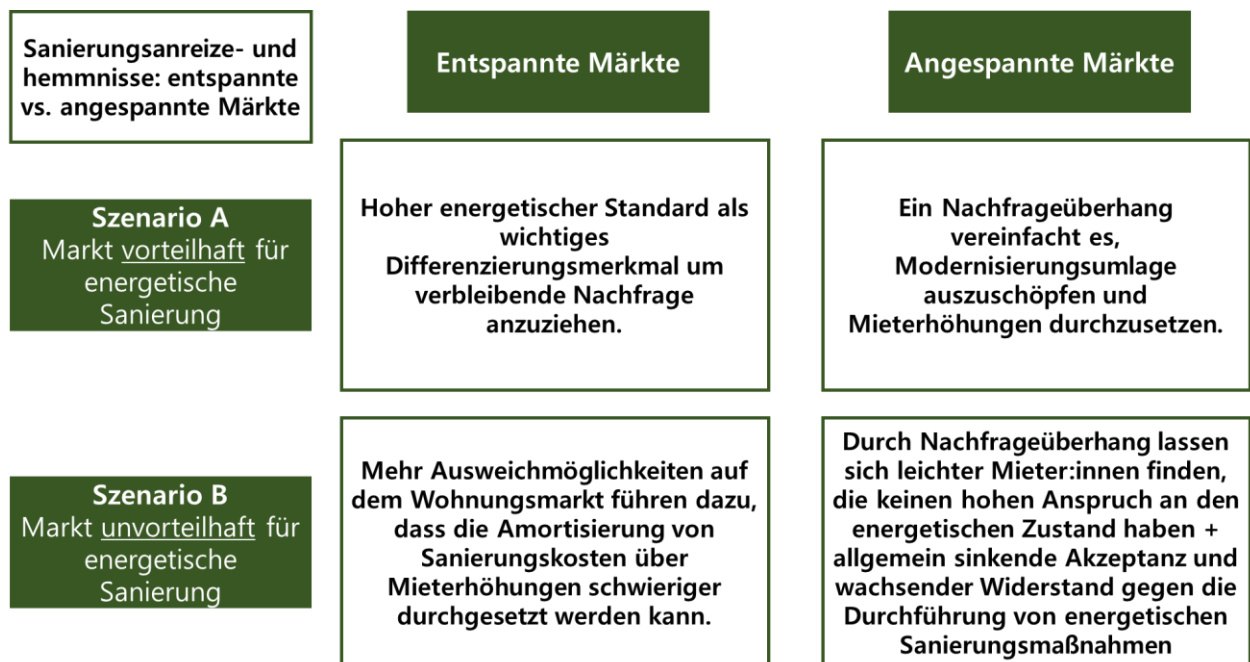 Sanierungsanreize- und
hemmnisse: entspannte
vs. angespannte Märkte
Entspannte Märkte
Angespannte Märkte
Szenario A
Markt vorteilhaft für
energetische
Sanierung
Hoher energetischer Standard als
wichtiges
Differenzierungsmerkmal um
verbleibende Nachfrage
anzuziehen.
Ein Nachfrageüberhang
vereinfacht es,
Modernisierungsumlage
auszuschöpfen und
Mieterhöhungen durchzusetzen.
Szenario B
Markt unvorteilhaft für
energetische
Sanierung
Mehr Ausweichmöglichkeiten auf
dem Wohnungsmarkt führen dazu,
dass die Amortisierung von
Sanierungskosten über
Mieterhöhungen schwieriger
durchgesetzt werden kann.
Durch Nachfrageüberhang lassen
sich leichter Mieter:innen finden,
die keinen hohen Anspruch an den
energetischen Zustand haben +
allgemein sinkende Akzeptanz und
wachsender Widerstand gegen die
Durchführung von energetischen
Sanierungsmaßnahmen